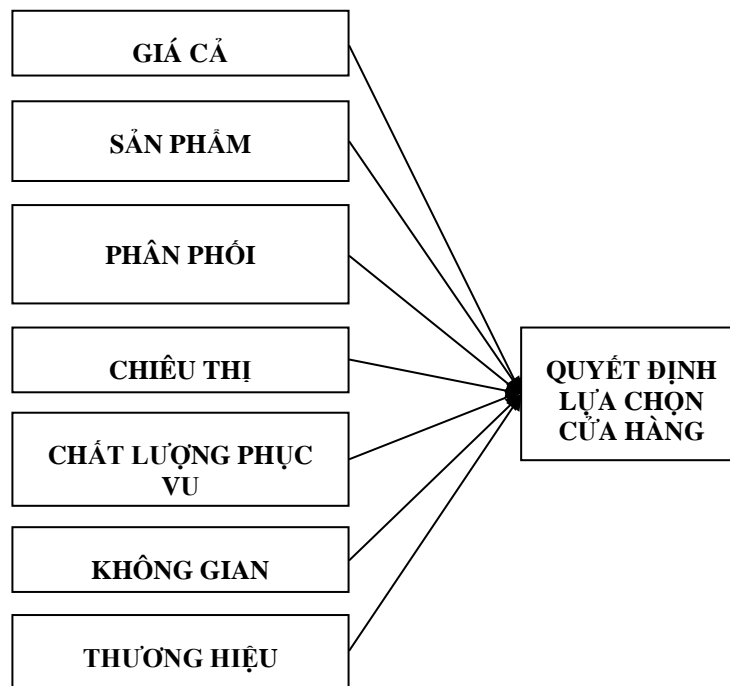 GIÁ CẢ
SẢN PHẨM
PHÂN PHỐI
CHIÊU THỊ
CHẤT LƯỢNG PHỤC
VU
KHÔNG GIAN
THƯƠNG HIỆU
QUYẾT ĐỊNH
LỰA CHỌN
CỬA HÀNG